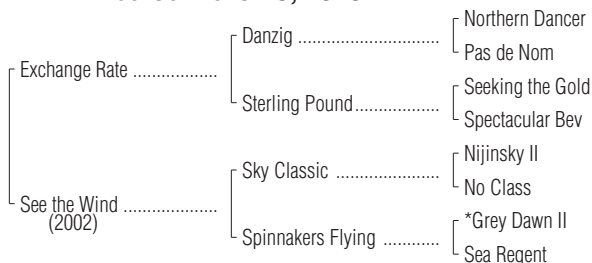 Northern Dancer
Danzig ................................
Pas de Nom
Exchange Rate ..................
Seeking the Gold
Sterling Pound...................
Spectacular Bev
Nijinsky II
Sky Classic .......................
No Class
See the Wind ....................
(2002)
*Grey Dawn II
Spinnakers Flying ............
Sea Regent